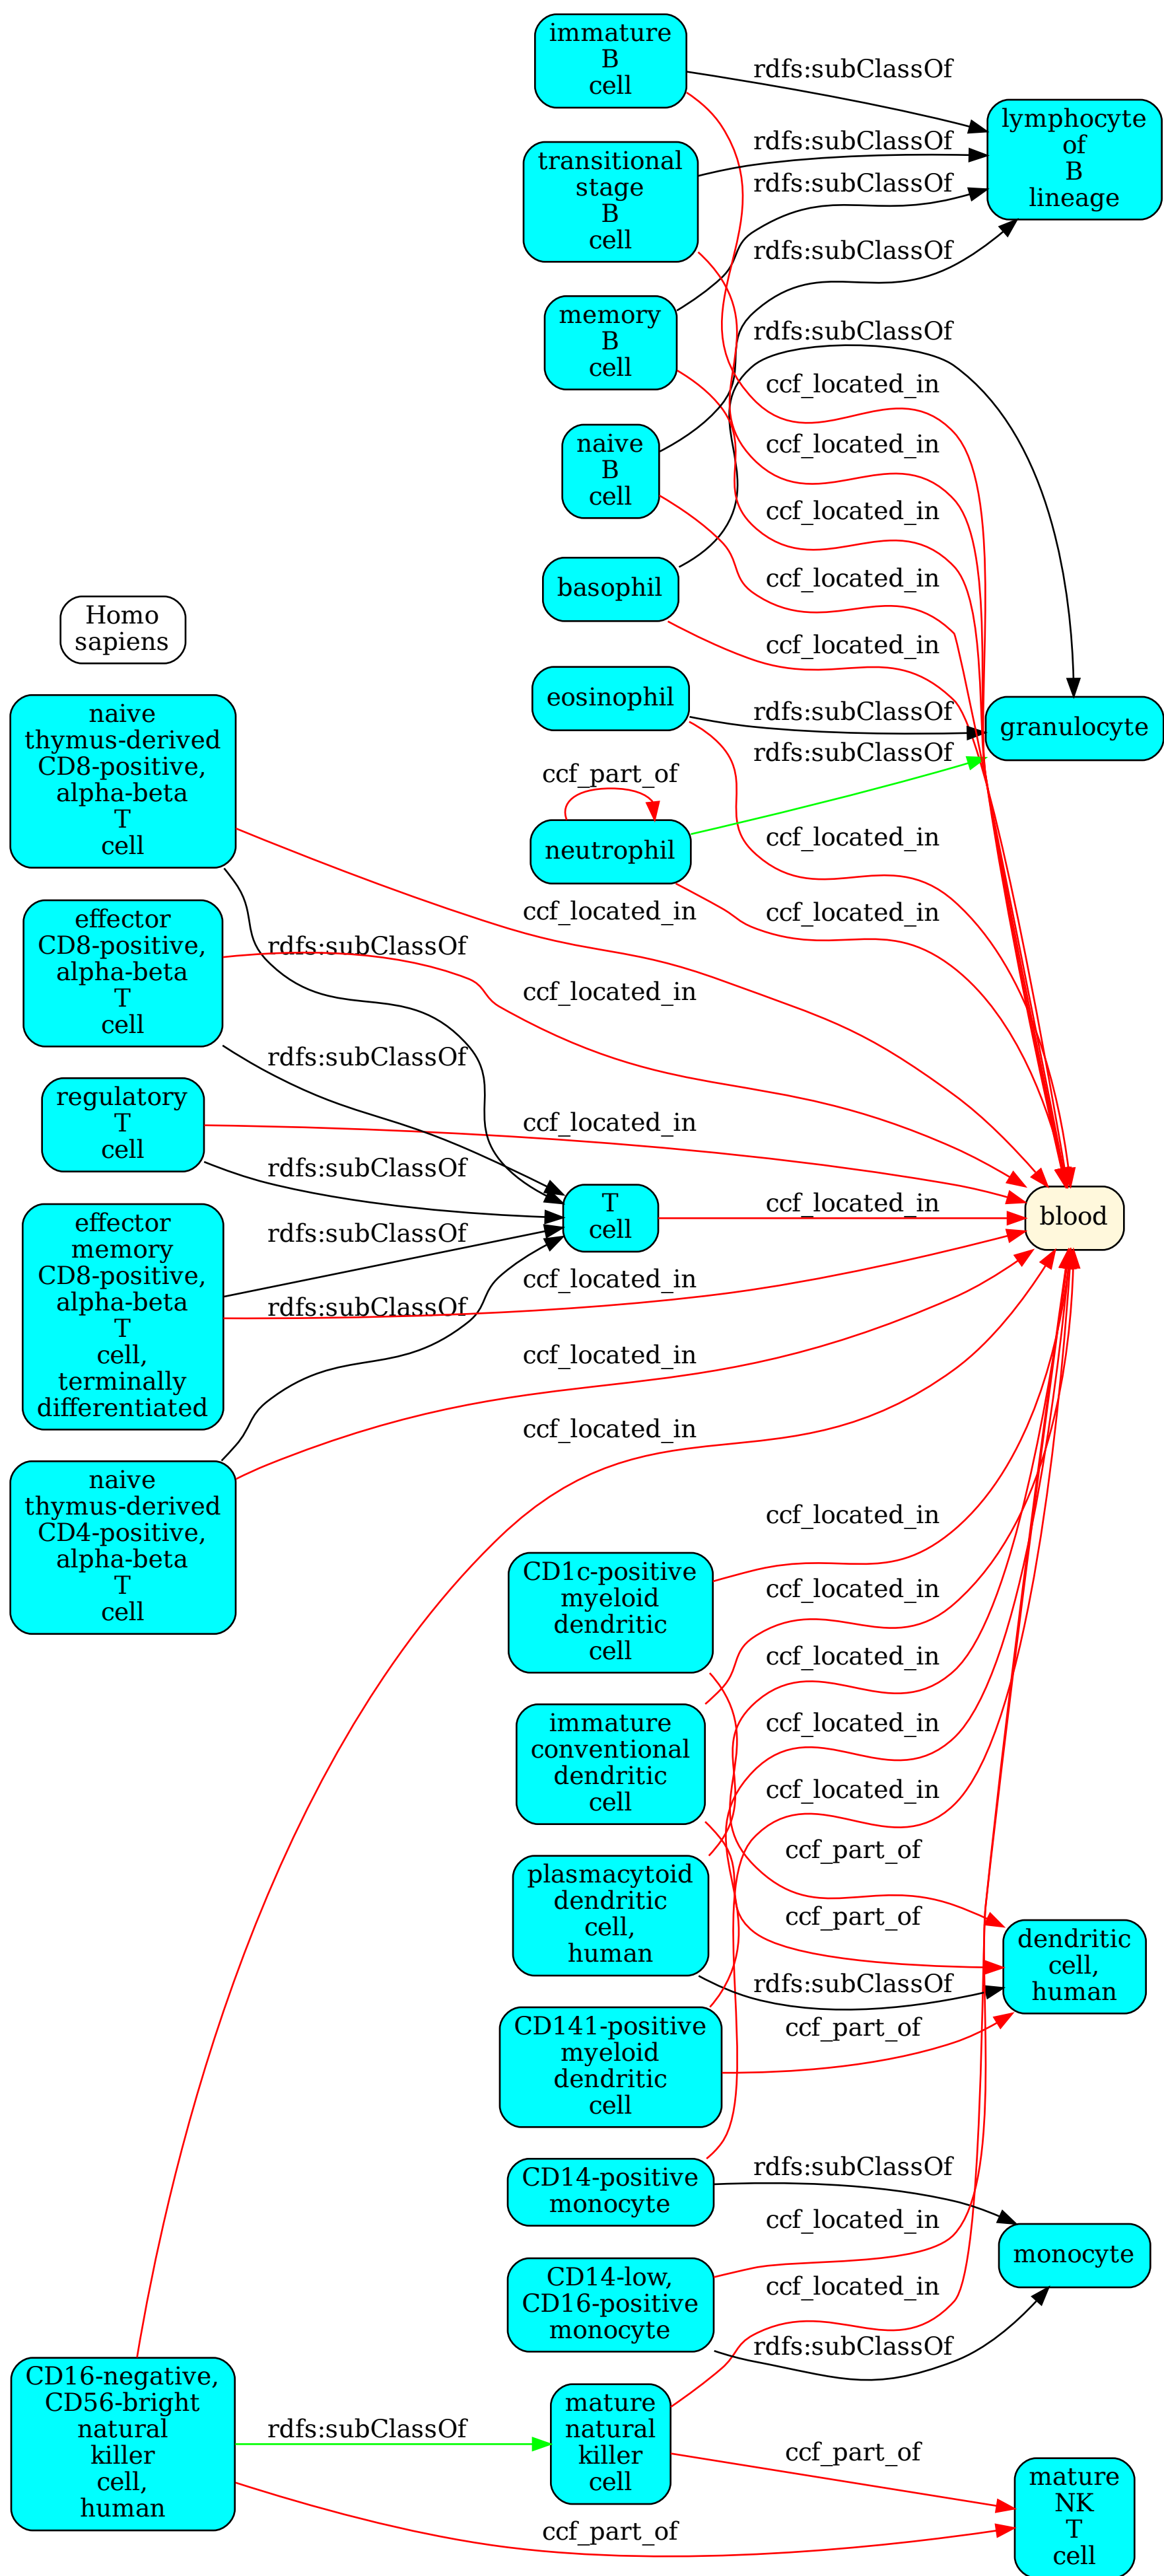 immature
B
cell
rdfs:subClassOf
lymphocyte
of
B
lineage
transitional
stage
B
cell
rdfs:subClassOf
rdfs:subClassOf
rdfs:subClassOf
memory
B
cell
rdfs:subClassOf
ccf_located_in
naive
B
cell
ccf_located_in
ccf_located_in
basophil
ccf_located_in
Homo
sapiens
ccf_located_in
eosinophil
rdfs:subClassOf
granulocyte
rdfs:subClassOf
naive
thymus-derived
CD8-positive,
alpha-beta
T
cell
ccf_part_of
neutrophil
ccf_located_in
ccf_located_in
ccf_located_in
effector
CD8-positive,
alpha-beta
T
cell
rdfs:subClassOf
ccf_located_in
rdfs:subClassOf
regulatory
T
cell
ccf_located_in
rdfs:subClassOf
T
cell
ccf_located_in
blood
effector
memory
CD8-positive,
alpha-beta
T
cell,
terminally
differentiated
rdfs:subClassOf
ccf_located_in
rdfs:subClassOf
ccf_located_in
ccf_located_in
naive
thymus-derived
CD4-positive,
alpha-beta
T
cell
ccf_located_in
CD1c-positive
myeloid
dendritic
cell
ccf_located_in
ccf_located_in
immature
conventional
dendritic
cell
ccf_located_in
ccf_located_in
ccf_part_of
plasmacytoid
dendritic
cell,
human
ccf_part_of
rdfs:subClassOf
dendritic
cell,
human
CD141-positive
myeloid
dendritic
cell
ccf_part_of
CD14-positive
monocyte
rdfs:subClassOf
ccf_located_in
monocyte
CD14-low,
CD16-positive
monocyte
ccf_located_in
rdfs:subClassOf
CD16-negative,
CD56-bright
natural
killer
cell,
human
rdfs:subClassOf
mature
natural
killer
cell
ccf_part_of
ccf_part_of
mature
NK
T
cell